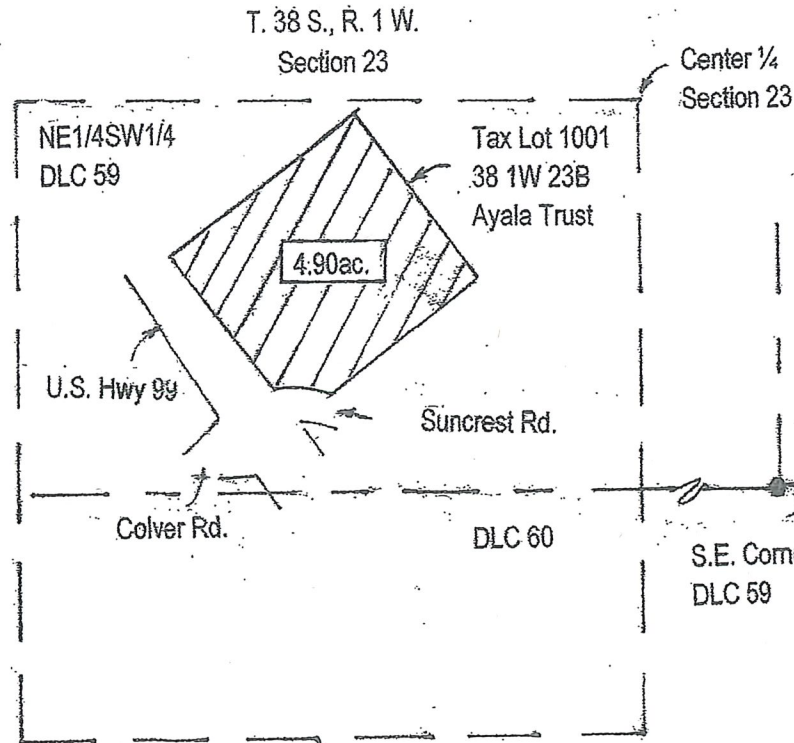 T. 38 S., R. 1 W.
Section 23
Center ¼
Section 23
NE1/4SW1/4
DLC 59
Tax Lot 1001
38 1W 23B
Ayala Trust
4.90ac.
U.S. Hwy 99
Suncrest Rd.
Colver Rd.
DLC 60
S.E. Corn
DLC 59